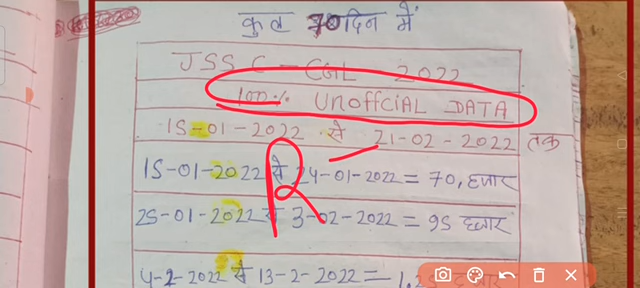 कुल 70 दिन में
JSSC-CGL 2022
100% UNOFFCIAL DATA
15-01-2022 से 21-02-2022 तक
15-01-2022 से 24-01-2022 = 70, हजार
25-01-2022 से 3-02-2022 = 95 हजार
4-2-2022 से 13-2-2022 =